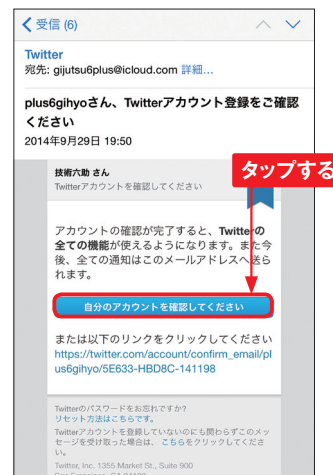 受信 (6)
Twitter
宛先: gijutsu6plus@icloud.com 詳細...
plus6gihyoさん、Twitterアカウント登録をご確認
ください
2014年9月29日 19:50
タップする
技術六助 さん
Twitterアカウントを確認してください
アカウントの確認が完了すると、Twitterの
全ての機能が使えるようになります。また今
後、全ての通知はこのメールアドレスへ送ら
れます。
自分のアカウントを確認してください
または以下のリンクをクリックしてください
https://twitter.com/account/confirm_email/pl
us6gihyo/5E633-HBD8C-141198
Twitterのパスワードをお忘れですか?
リセット方法はこちらです。
Twitterアカウントを登録していないのにも関わらずこのメッ
セージを受け取った場合は、こちらをクリックしてくださ
い。
Twitter, Inc. 1355 Market St., Suite 900